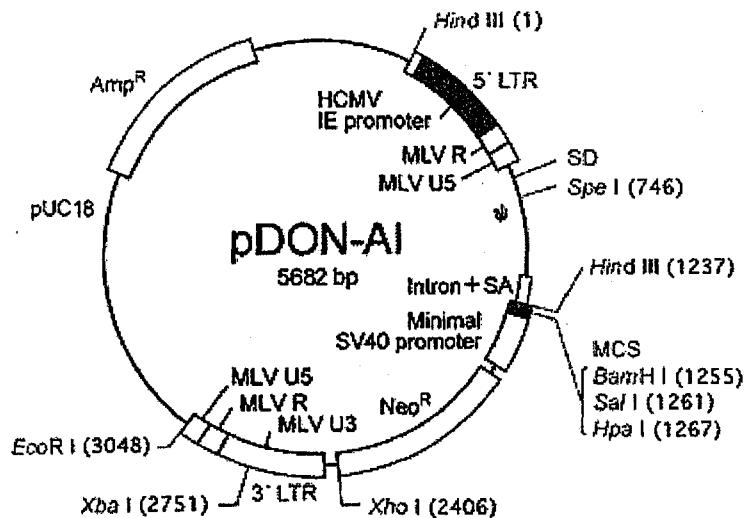 Hind III (1)
Amp^R
5' LTR
HCMV
IE promoter
MLV R
MLV U5
SD
Spe I (746)
pUC18
ψ
pDON-AI
5682 bp
Intron+SA
Hind III (1237)
Minimal
SV40 promoter
MCS
BamH I (1255)
Sal I (1261)
Hpa I (1267)
MLV U5
MLV R
MLV U3
Neo^R
EcoR I (3048)
Xba I (2751)
3' LTR
Xho I (2406)